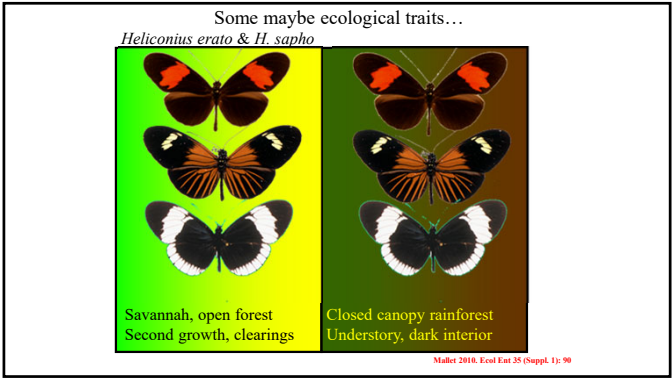 Some maybe ecological traits…
Heliconius erato & H. sapho
Savannah, open forest
Second growth, clearings
Closed canopy rainforest
Understory, dark interior
Mallet 2010. Ecol Ent 35 (Suppl. 1): 90